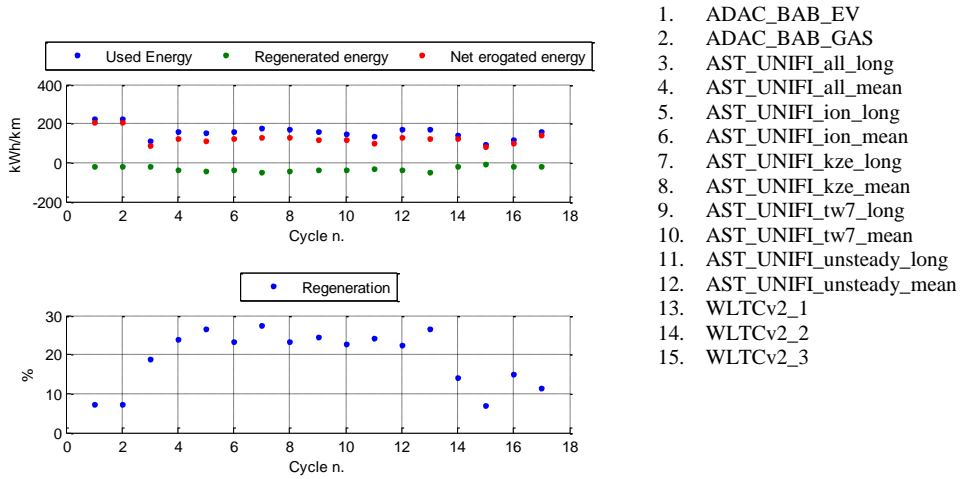 Used Energy Regenerated energy Net erogated energy
400
200
0
-200
kWh/km
0 2 4 6 8 10 12 14 16 18
Cycle n.
Regeneration
30
20
10
0
%
0 2 4 6 8 10 12 14 16 18
Cycle n.
1. ADAC_BAB_EV
2. ADAC_BAB_GAS
3. AST_UNIFI_all_long
4. AST_UNIFI_all_mean
5. AST_UNIFI_ion_long
6. AST_UNIFI_ion_mean
7. AST_UNIFI_kze_long
8. AST_UNIFI_kze_mean
9. AST_UNIFI_tw7_long
10. AST_UNIFI_tw7_mean
11. AST_UNIFI_unsteady_long
12. AST_UNIFI_unsteady_mean
13. WLTCv2_1
14. WLTCv2_2
15. WLTCv2_3